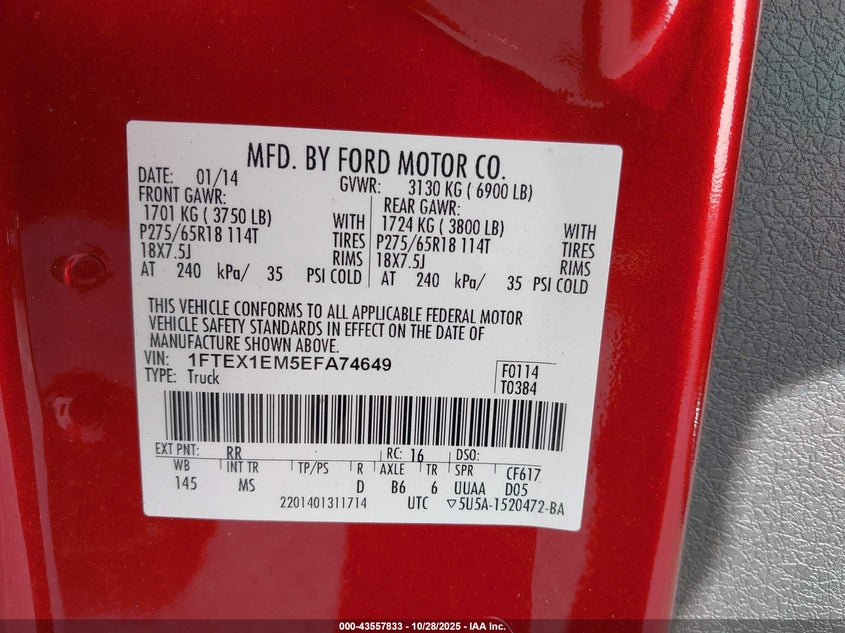 MFD. BY FORD MOTOR CO.
DATE: 01/14 GVWR: 3130 KG ( 6900 LB)
FRONT GAWR: REAR GAWR:
1701 KG ( 3750 LB) WITH 1724 KG ( 3800 LB) WITH
P275/65R18 114T TIRES P275/65R18 114T TIRES
18X7.5J RIMS 18X7.5J RIMS
AT 240 kPa/ 35 PSI COLD AT 240 kPa/ 35 PSI COLD
THIS VEHICLE CONFORMS TO ALL APPLICABLE FEDERAL MOTOR
VEHICLE SAFETY STANDARDS IN EFFECT ON THE DATE OF
MANUFACTURE SHOWN ABOVE.
VIN: 1FTEX1EM5EFA74649 F0114
TYPE: Truck T0384
EXT PNT: RR RC: 16 DSO:
WB INT TR TP/PS R AXLE TR SPR CF617
145 MS D B6 6 UUAA D05
2201401311714 UTC ▽5U5A-1520472-BA
000-43557833 - 10/28/2025 - IAA Inc.